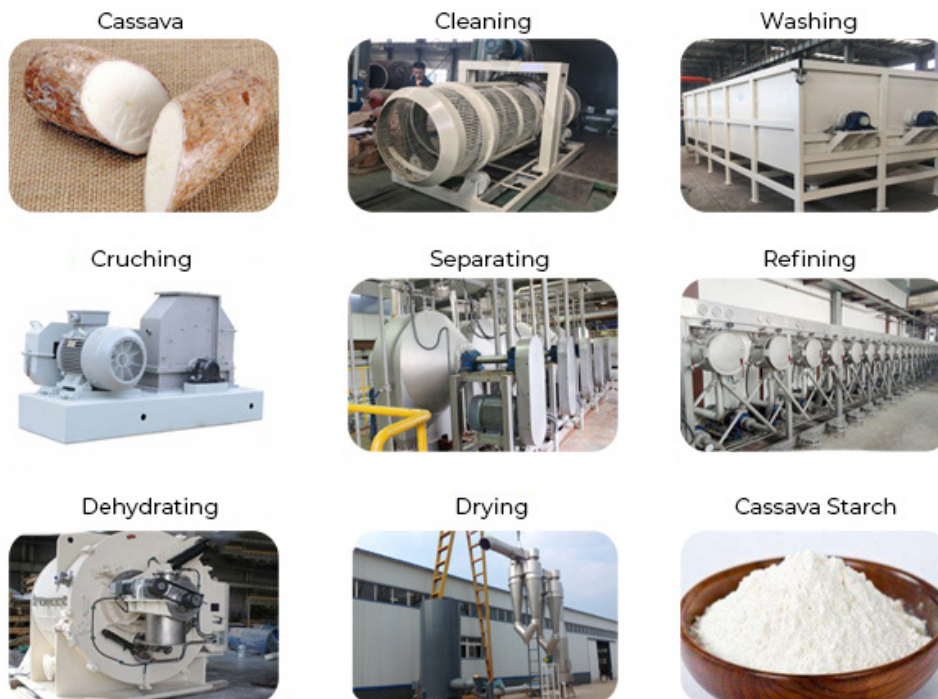 Cassava
Cleaning
Washing
Cruching
Separating
Refining
Dehydrating
Drying
Cassava Starch